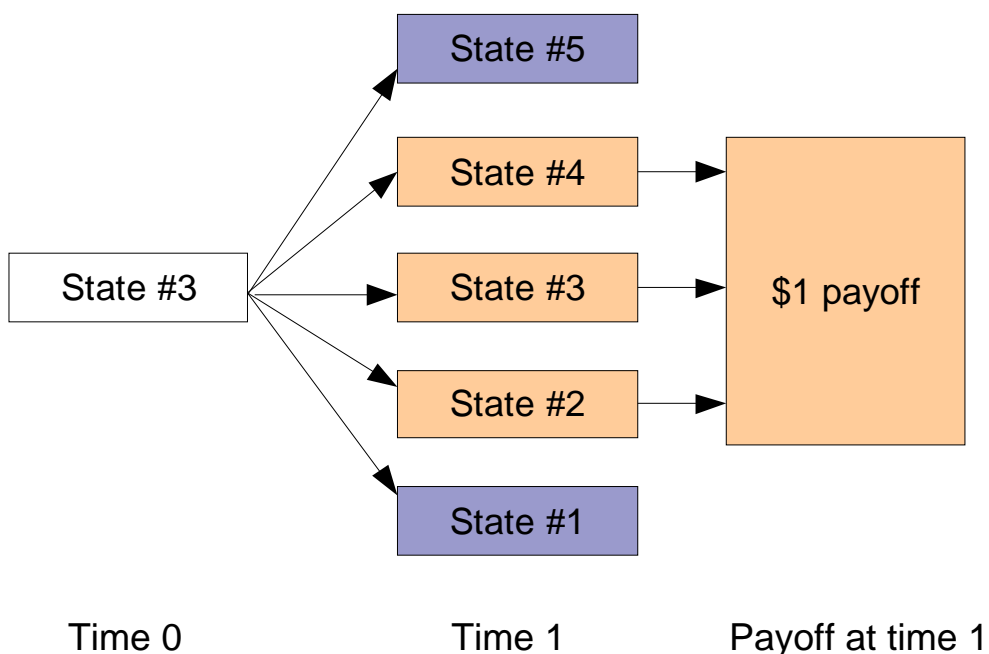 State #5
State #4
State #3
State #3
$1 payoff
State #2
State #1
Time 0
Time 1
Payoff at time 1